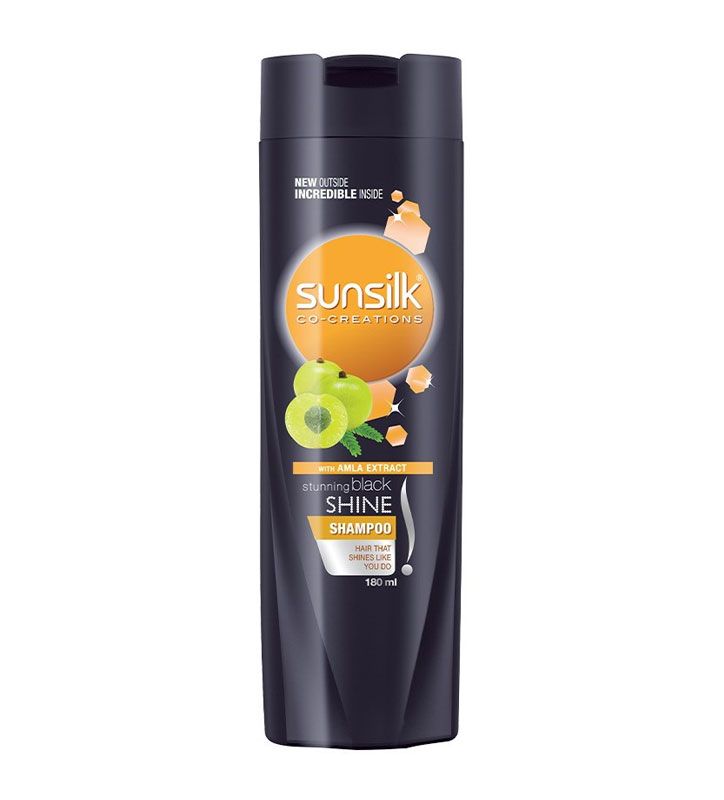 NEW OUTSIDE
INCREDIBLE INSIDE
sunsilk®
CO-CREATIONS
WITH AMLA EXTRACT
stunning black
SHINE
SHAMPOO
HAIR THAT
SHINES LIKE
YOU DO
180 ml